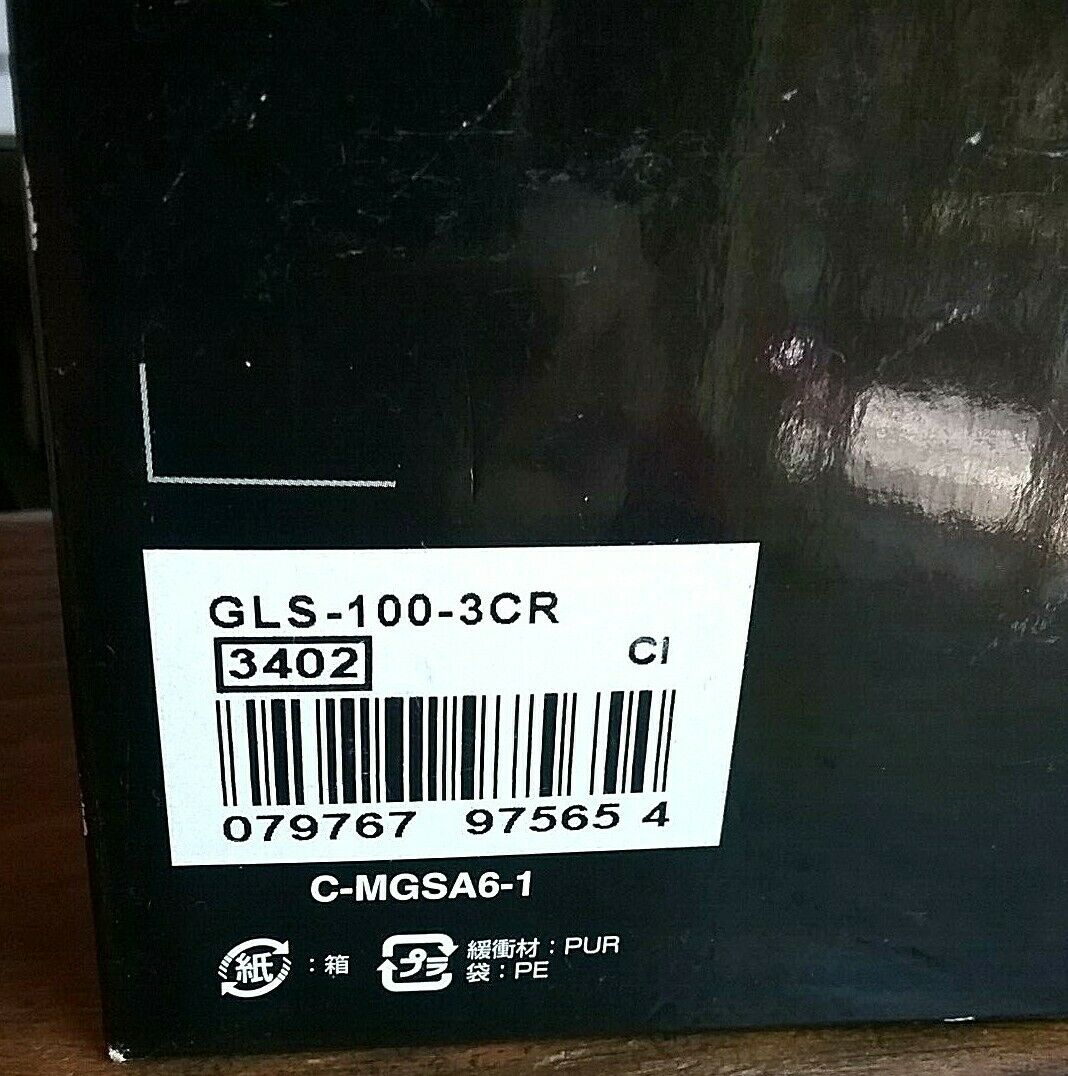 GLS-100-3CR
3402
CI
079767 97565 4
C-MGSA6-1
紙 : 箱
プラ 緩衝材 : PUR
袋 : PE